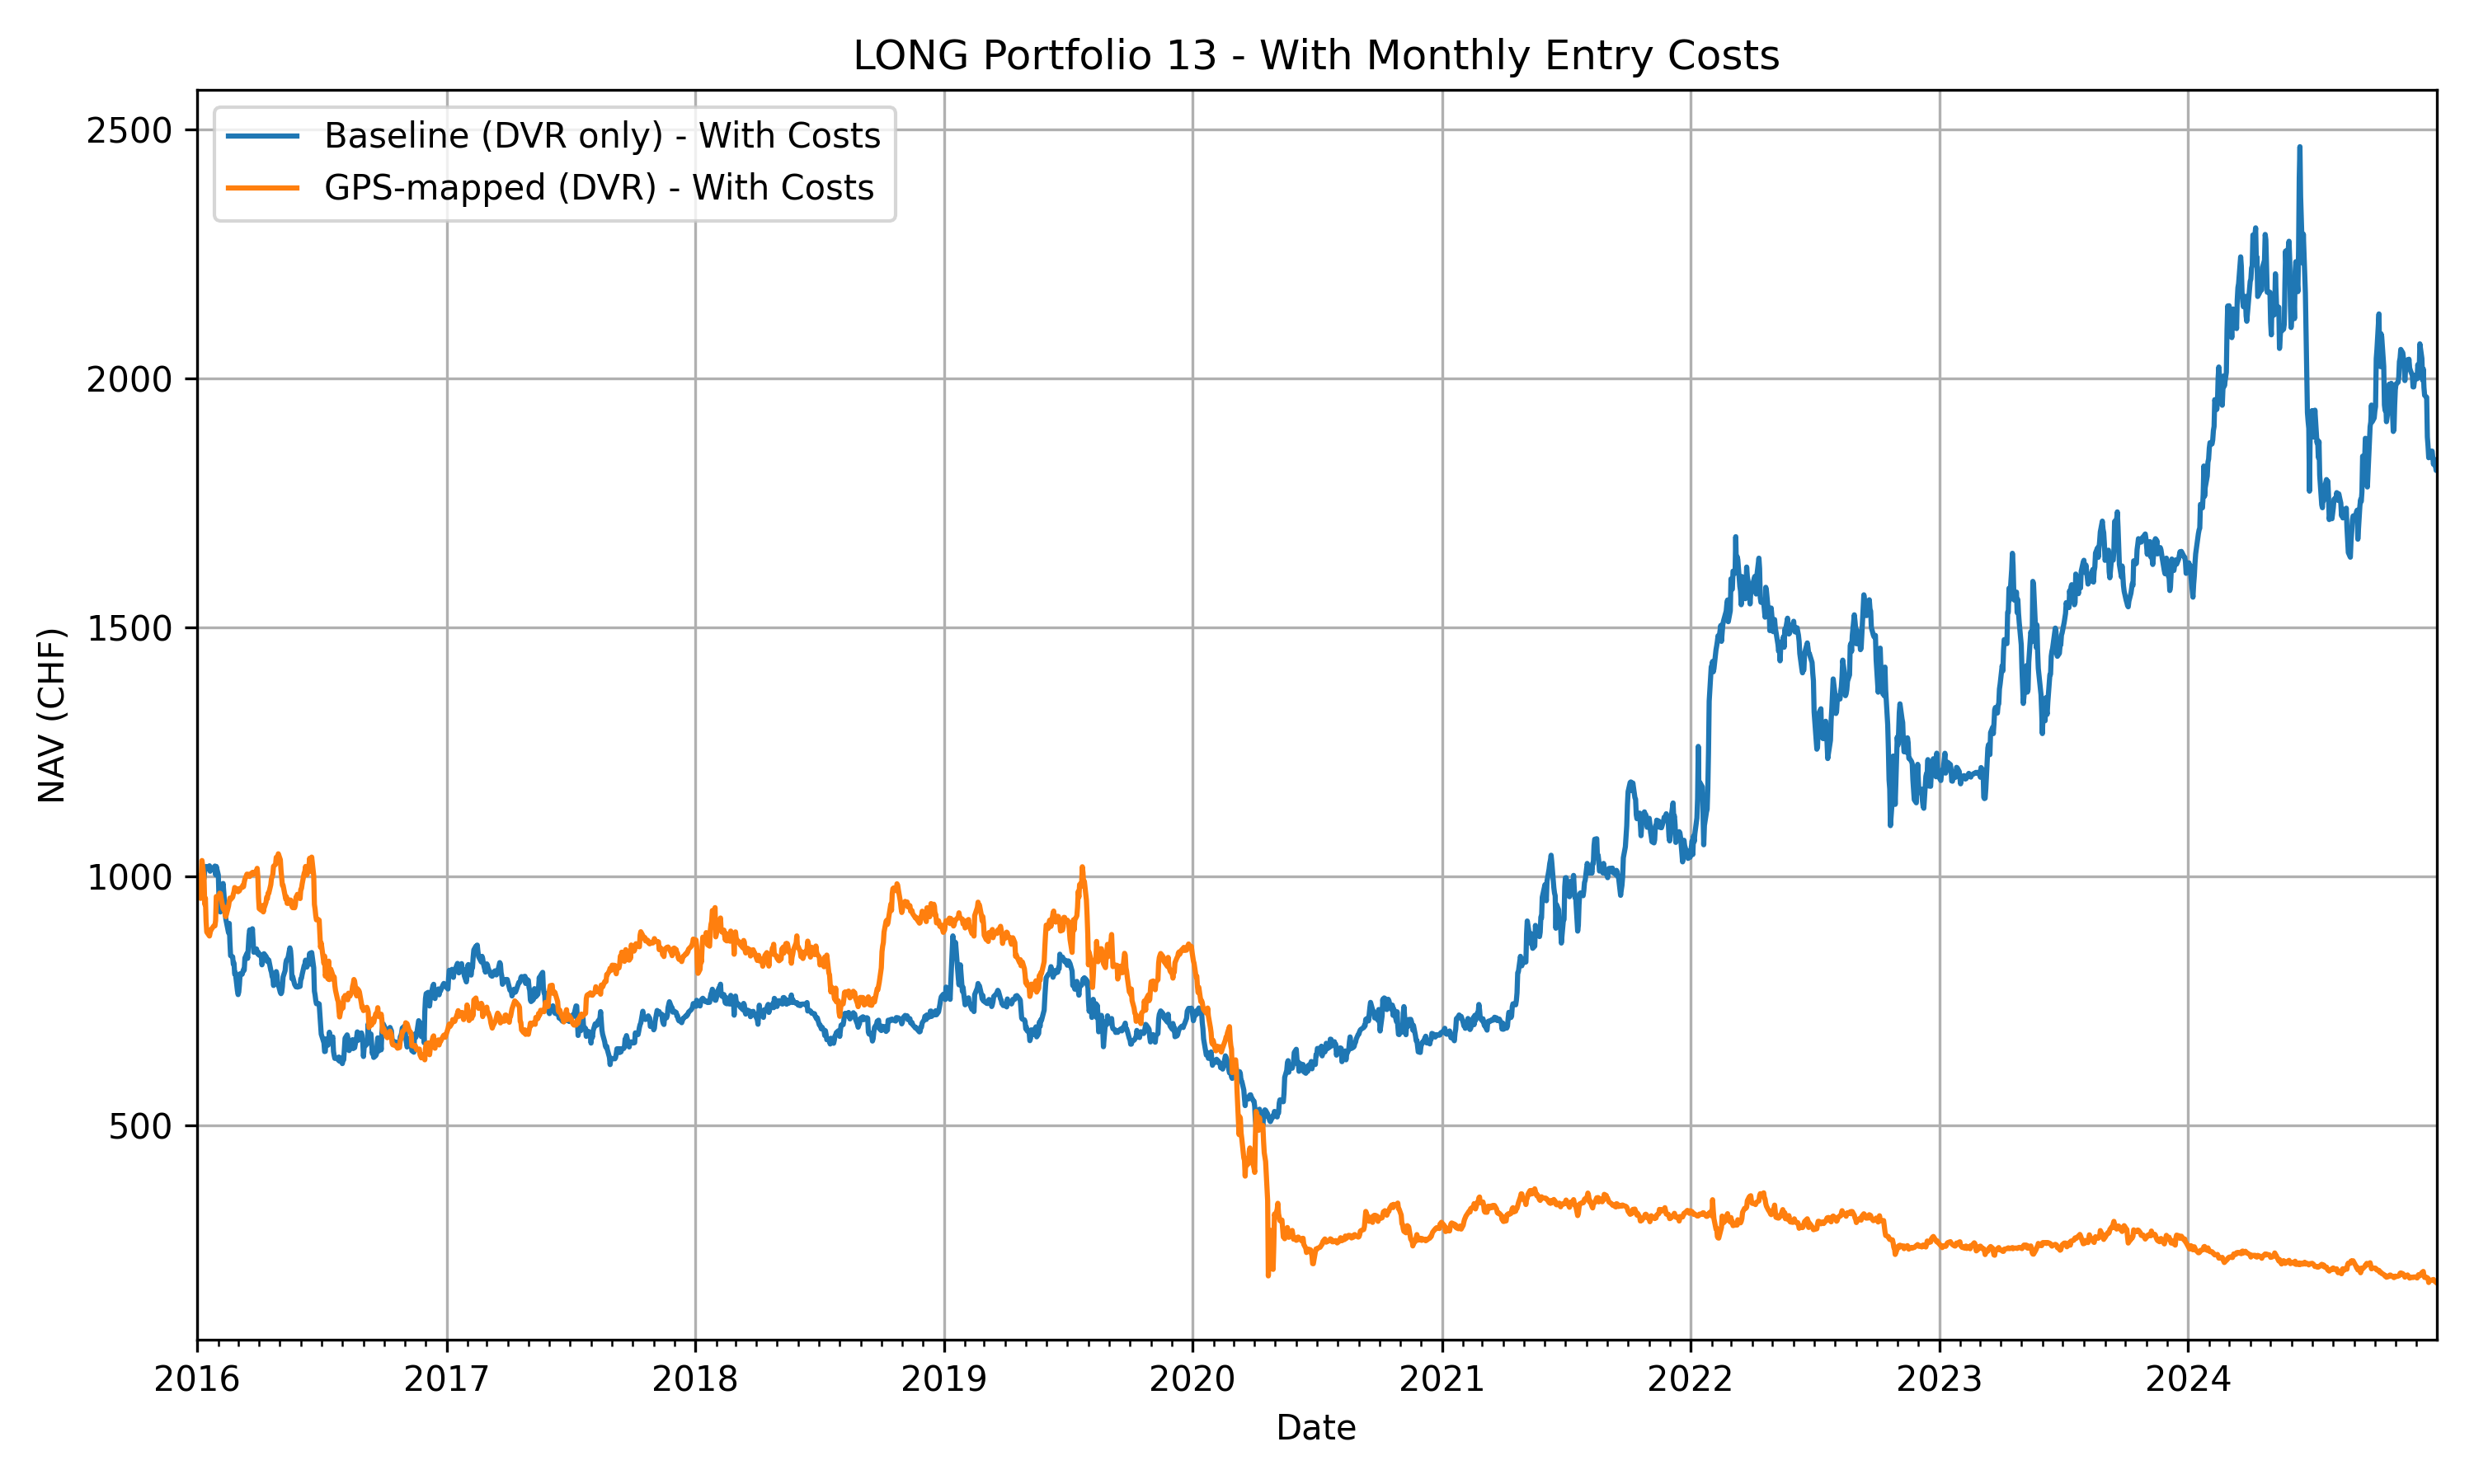 LONG Portfolio 13 - With Monthly Entry Costs
Baseline (DVR only) - With Costs
GPS-mapped (DVR) - With Costs
NAV (CHF)
2500
2000
1500
1000
500
2016 2017 2018 2019 2020 2021 2022 2023 2024
Date